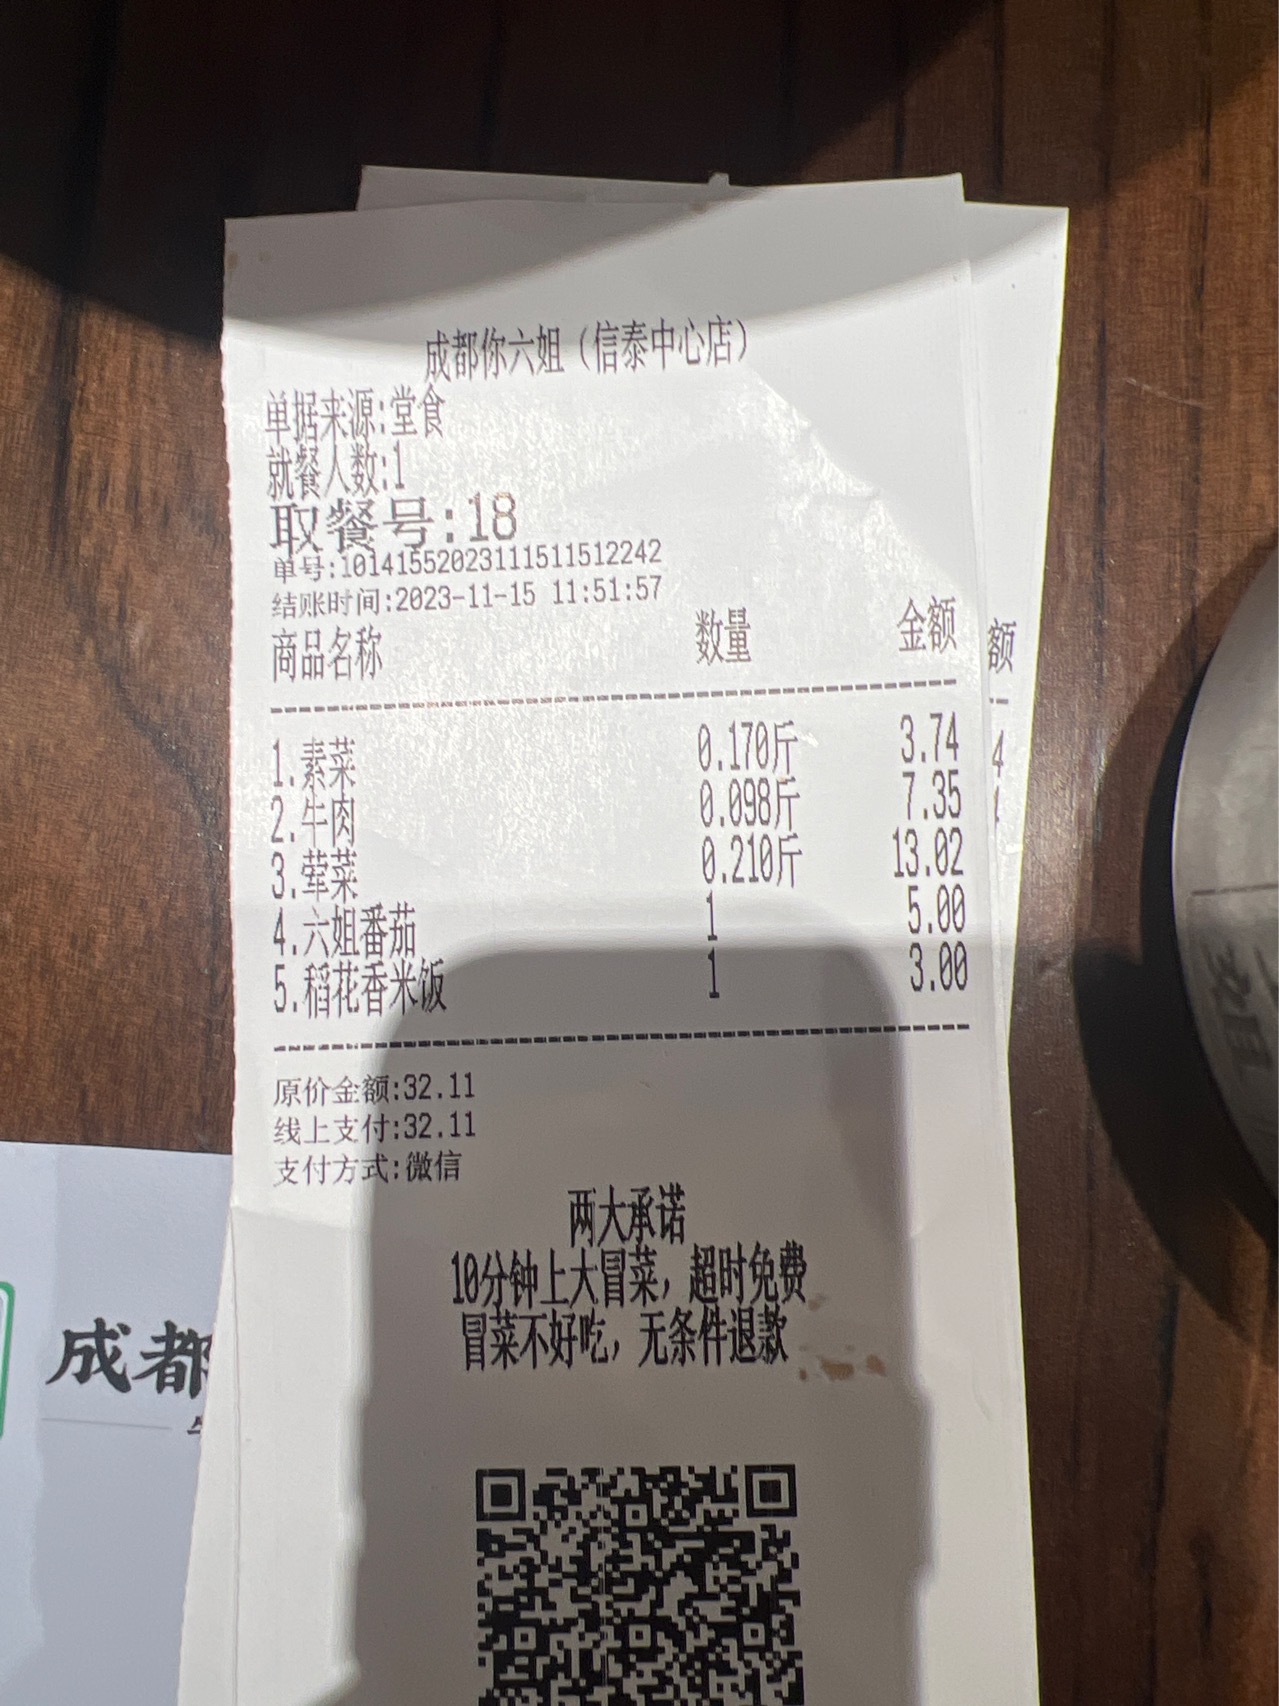 成都你六姐（信泰中心店）
单据来源:堂食
就餐人数:1
取餐号:18
单号:10141552023111511512242
结账时间:2023-11-15 11:51:57
商品名称 数量 金额
额
1.素菜 0.170斤 3.74
4
2.牛肉 0.098斤 7.35
3.荤菜 0.210斤 13.02
4.六姐番茄 1 5.00
5.稻花香米饭 1 3.00
原价金额:32.11
线上支付:32.11
支付方式:微信
两大承诺
10分钟上大冒菜，超时免费
冒菜不好吃，无条件退款
成都